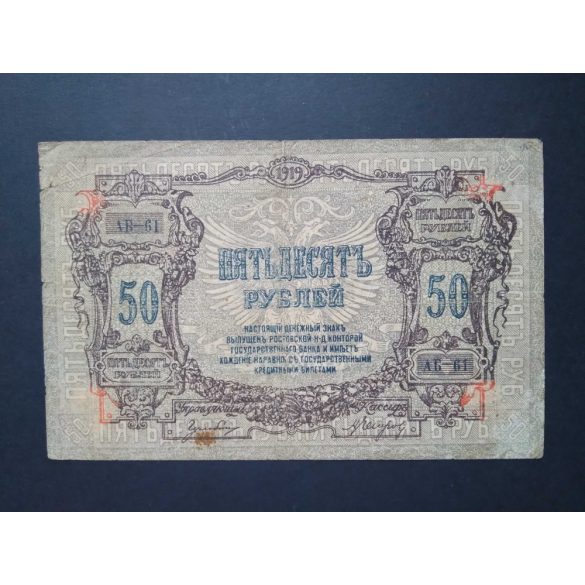 1919
АБ—61
ПЯТЬДЕСЯТЪ
РУБЛЕЙ
50
ПЯТЬДЕСЯТЪ
РУБЛЕЙ
НАСТОЯЩІЙ ДЕНЕЖНЫЙ ЗНАКЪ
ВЫПУЩЕНЪ РОСТОВСКОЙ Н-Д. КОНТОРОЙ
ГОСУДАРСТВЕННАГО БАНКА И ИМѢЕТЪ
ХОЖДЕНІЕ НАРАВНѢ СЪ ГОСУДАРСТВЕННЫМИ
КРЕДИТНЫМИ БИЛЕТАМИ.
50
ПЯТЬДЕСЯТЪ
РУБЛЕЙ
АБ—61
Управляющій
Кассиръ